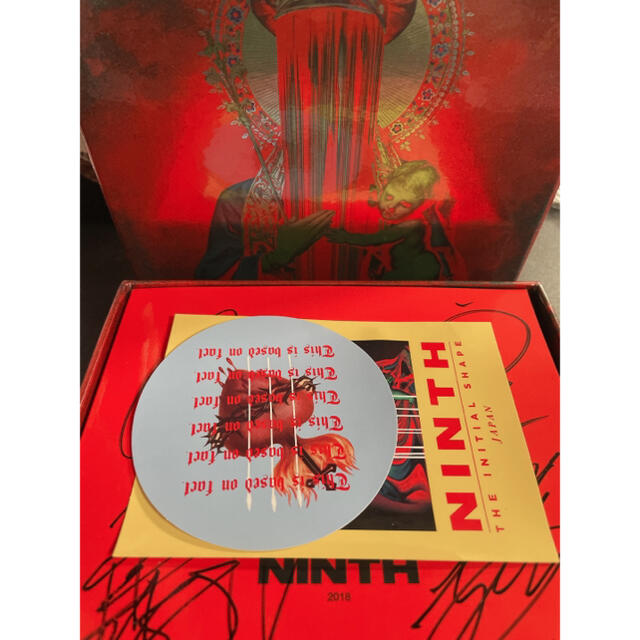 This is based on fact
This is based on fact
This is based on fact
This is based on fact
This is based on fact
This is based on fact
NINTH
THE INITIAL SHAPE
JAPAN
NINTH
2018